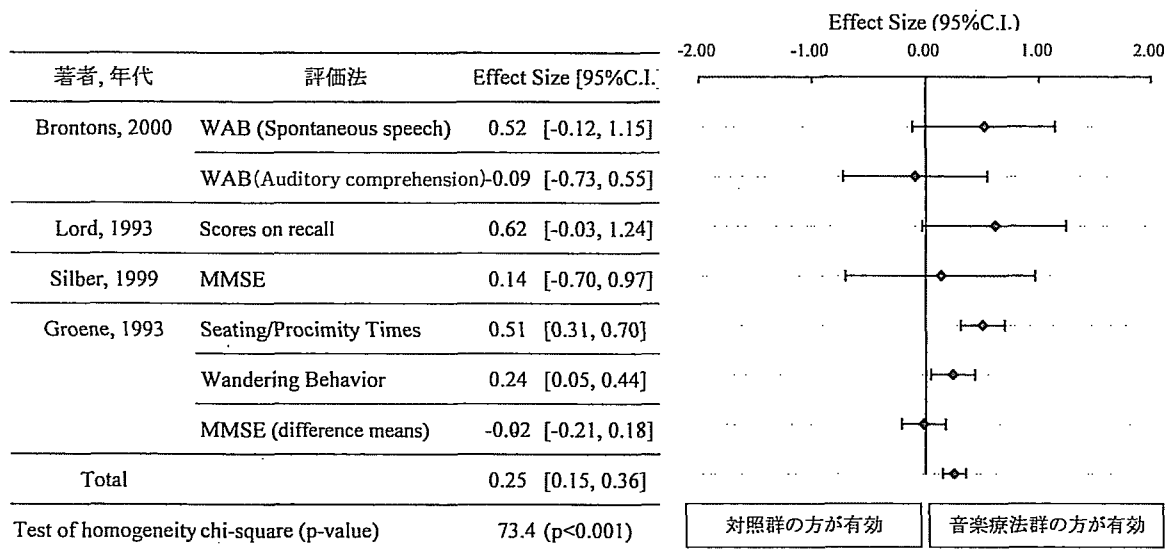 Effect Size (95%C.I.)
-2.00 -1.00 0.00 1.00 2.00
著者, 年代 評価法 Effect Size [95%C.I.]
Brontons, 2000 WAB (Spontaneous speech) 0.52 [-0.12, 1.15]
WAB(Auditory comprehension)-0.09 [-0.73, 0.55]
Lord, 1993 Scores on recall 0.62 [-0.03, 1.24]
Silber, 1999 MMSE 0.14 [-0.70, 0.97]
Groene, 1993 Seating/Procimity Times 0.51 [0.31, 0.70]
Wandering Behavior 0.24 [0.05, 0.44]
MMSE (difference means) -0.02 [-0.21, 0.18]
Total 0.25 [0.15, 0.36]
Test of homogeneity chi-square (p-value) 73.4 (p<0.001)
対照群の方が有効 音楽療法群の方が有効